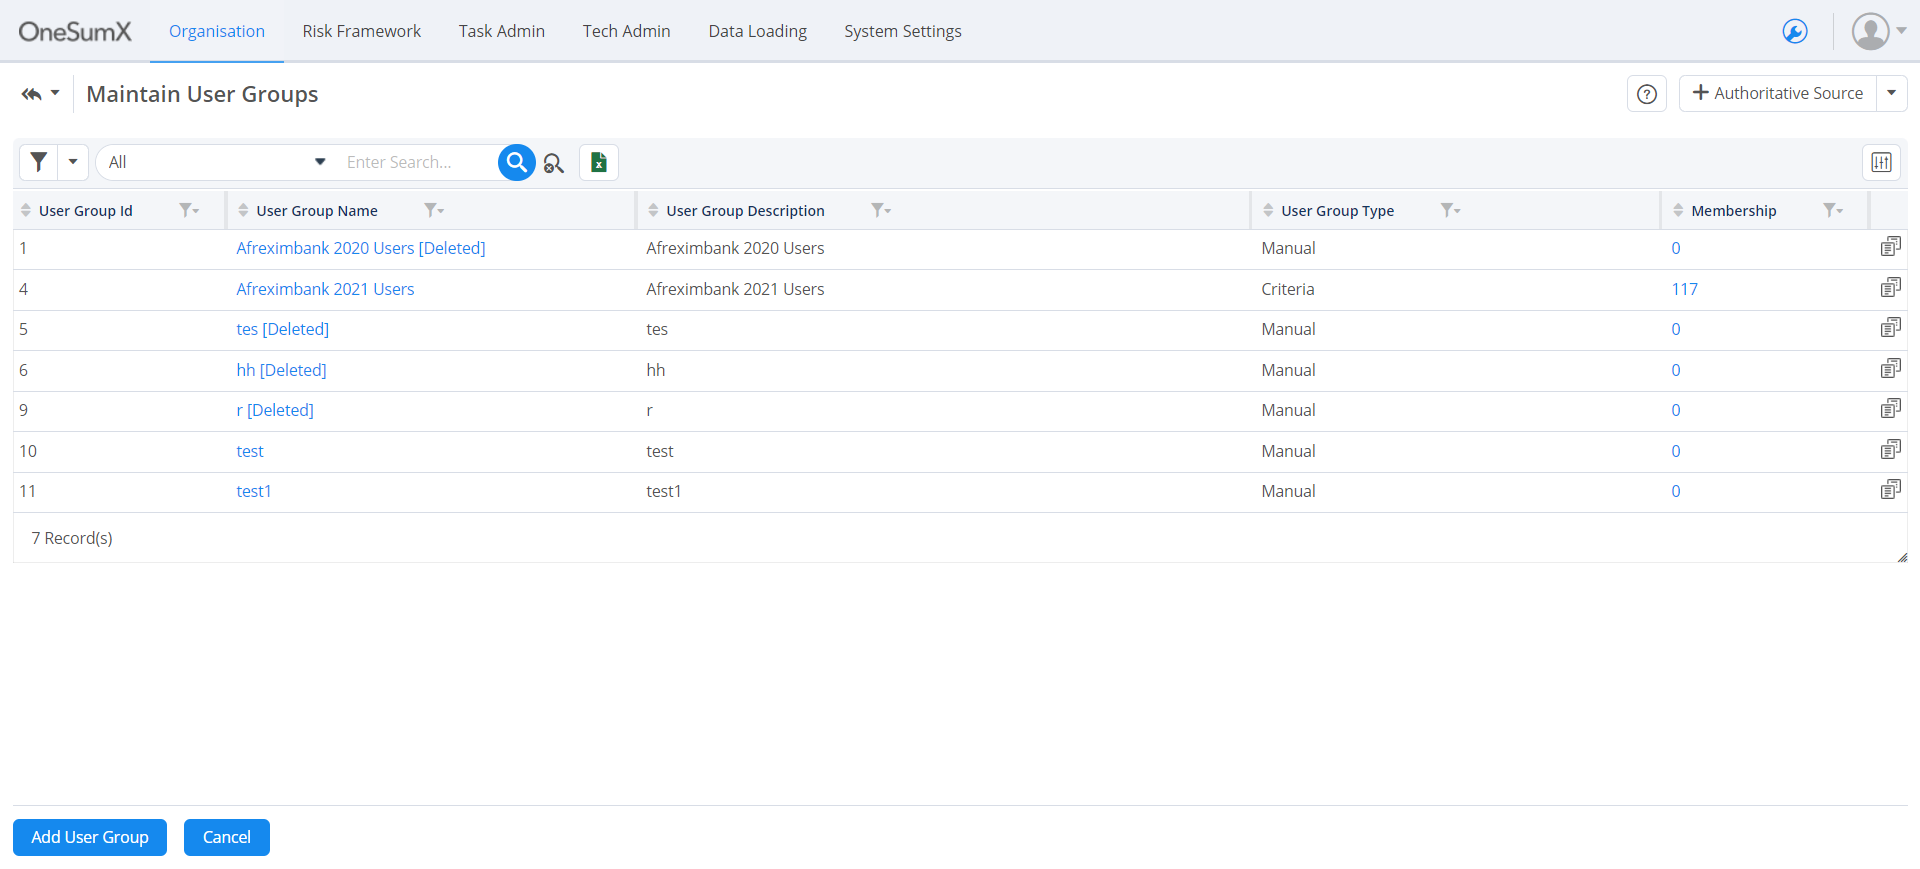 OneSumX Organisation Risk Framework Task Admin Tech Admin Data Loading System Settings
Maintain User Groups Authoritative Source
All Enter Search...
User Group Id User Group Name User Group Description User Group Type Membership
1 Afreximbank 2020 Users [Deleted] Afreximbank 2020 Users Manual 0
4 Afreximbank 2021 Users Afreximbank 2021 Users Criteria 117
5 tes [Deleted] tes Manual 0
6 hh [Deleted] hh Manual 0
9 r [Deleted] r Manual 0
10 test test Manual 0
11 test1 test1 Manual 0
7 Record(s)
Add User Group Cancel